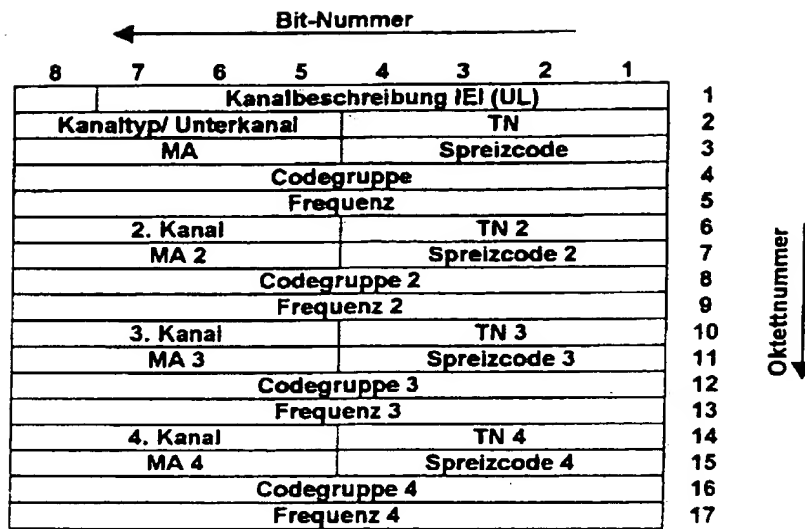 Bit-Nummer
8 7 6 5 4 3 2 1
Kanalbeschreibung IEI (UL) 1
Kanaltyp/ Unterkanal TN 2
MA Spreizcode 3
Codegruppe 4
Frequenz 5
2. Kanal TN 2 6
MA 2 Spreizcode 2 7
Codegruppe 2 8
Frequenz 2 9
3. Kanal TN 3 10
MA 3 Spreizcode 3 11
Codegruppe 3 12
Frequenz 3 13
4. Kanal TN 4 14
MA 4 Spreizcode 4 15
Codegruppe 4 16
Frequenz 4 17
Oktettnummer